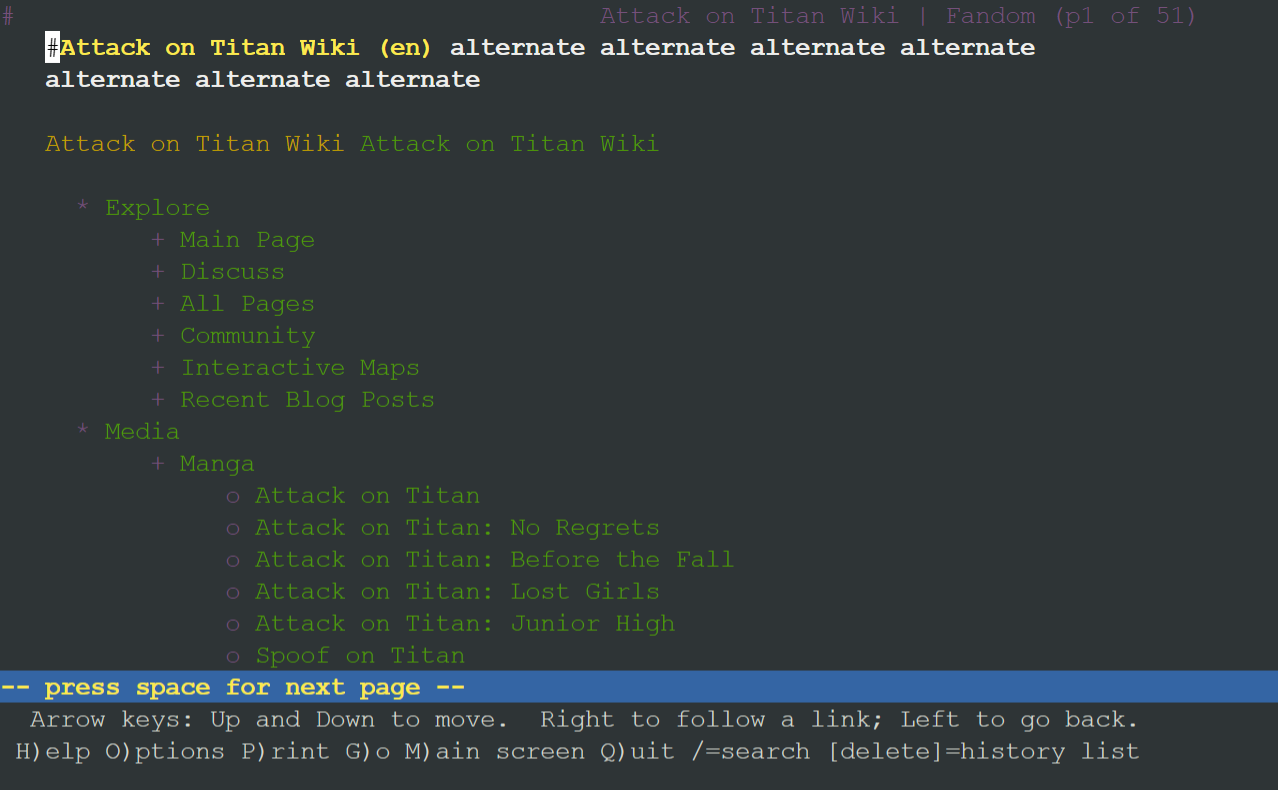 # Attack on Titan Wiki | Fandom (p1 of 51)
#Attack on Titan Wiki (en) alternate alternate alternate alternate
alternate alternate alternate
Attack on Titan Wiki Attack on Titan Wiki
* Explore
+ Main Page
+ Discuss
+ All Pages
+ Community
+ Interactive Maps
+ Recent Blog Posts
* Media
+ Manga
o Attack on Titan
o Attack on Titan: No Regrets
o Attack on Titan: Before the Fall
o Attack on Titan: Lost Girls
o Attack on Titan: Junior High
o Spoof on Titan
-- press space for next page --
Arrow keys: Up and Down to move. Right to follow a link; Left to go back.
H)elp O)ptions P)rint G)o M)ain screen Q)uit /=search [delete]=history list